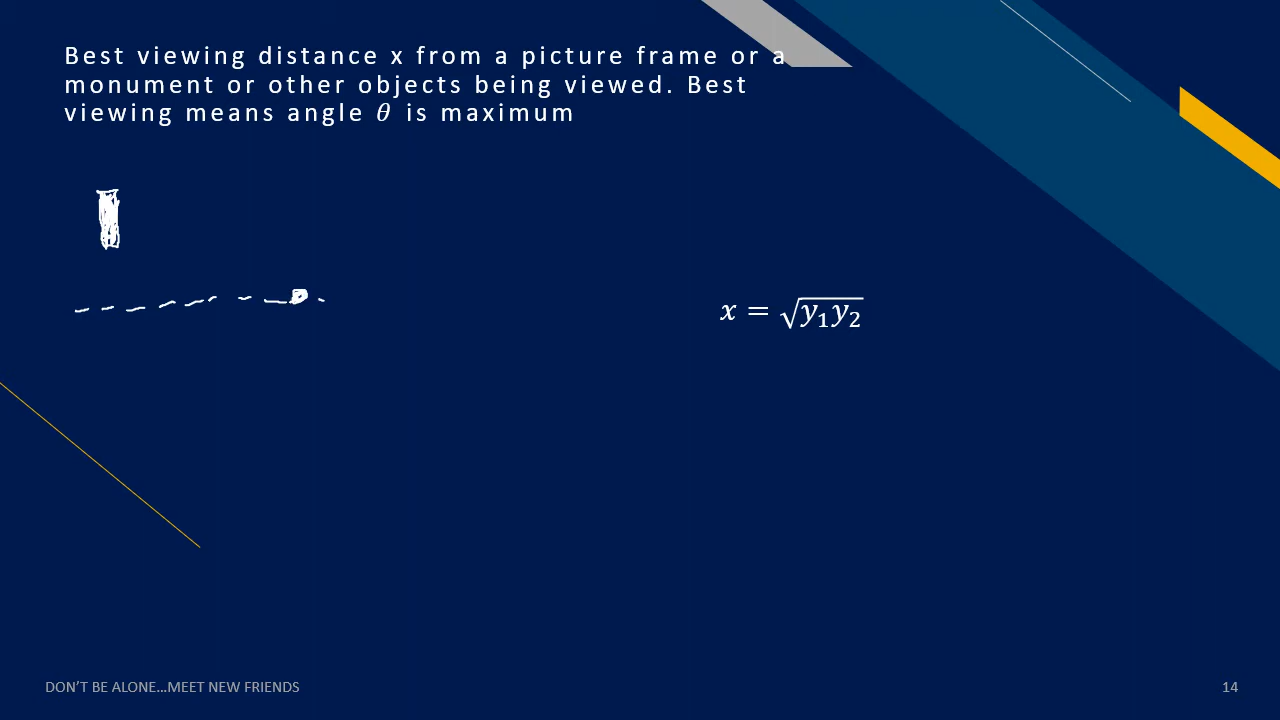 Best viewing distance x from a picture frame or a
monument or other objects being viewed. Best
viewing means angle θ is maximum
x = √y₁y₂
DON'T BE ALONE…MEET NEW FRIENDS
14